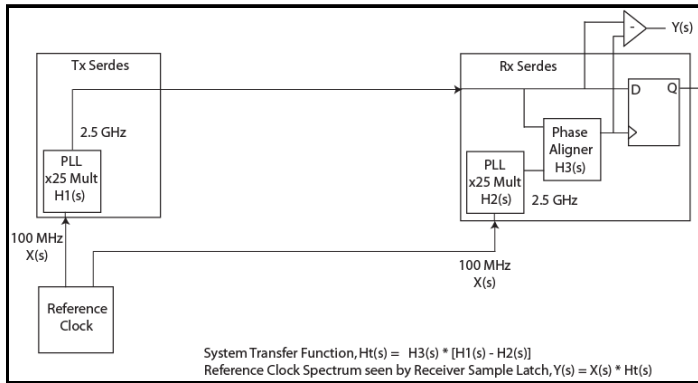 Y(s)
-
Tx Serdes
Rx Serdes
D Q
2.5 GHz
Phase
Aligner
H3(s)
PLL
x25 Mult
H1(s)
PLL
x25 Mult
H2(s)
2.5 GHz
100 MHz
X(s)
100 MHz
X(s)
Reference
Clock
System Transfer Function, Ht(s) = H3(s) * [H1(s) - H2(s)]
Reference Clock Spectrum seen by Receiver Sample Latch, Y(s) = X(s) * Ht(s)